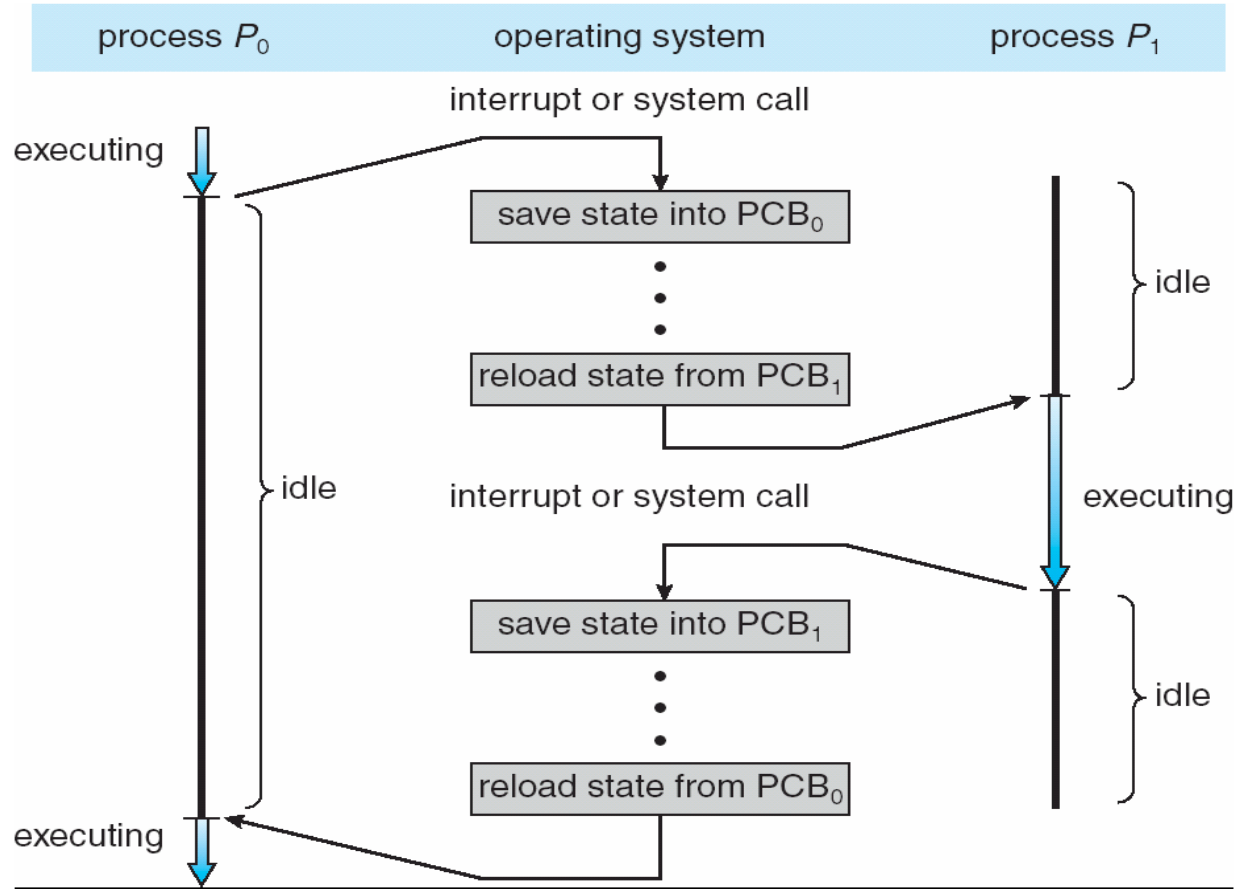 process P₀ operating system process P₁
interrupt or system call
executing
save state into PCB₀
idle
reload state from PCB₁
idle
interrupt or system call
executing
save state into PCB₁
idle
reload state from PCB₀
executing